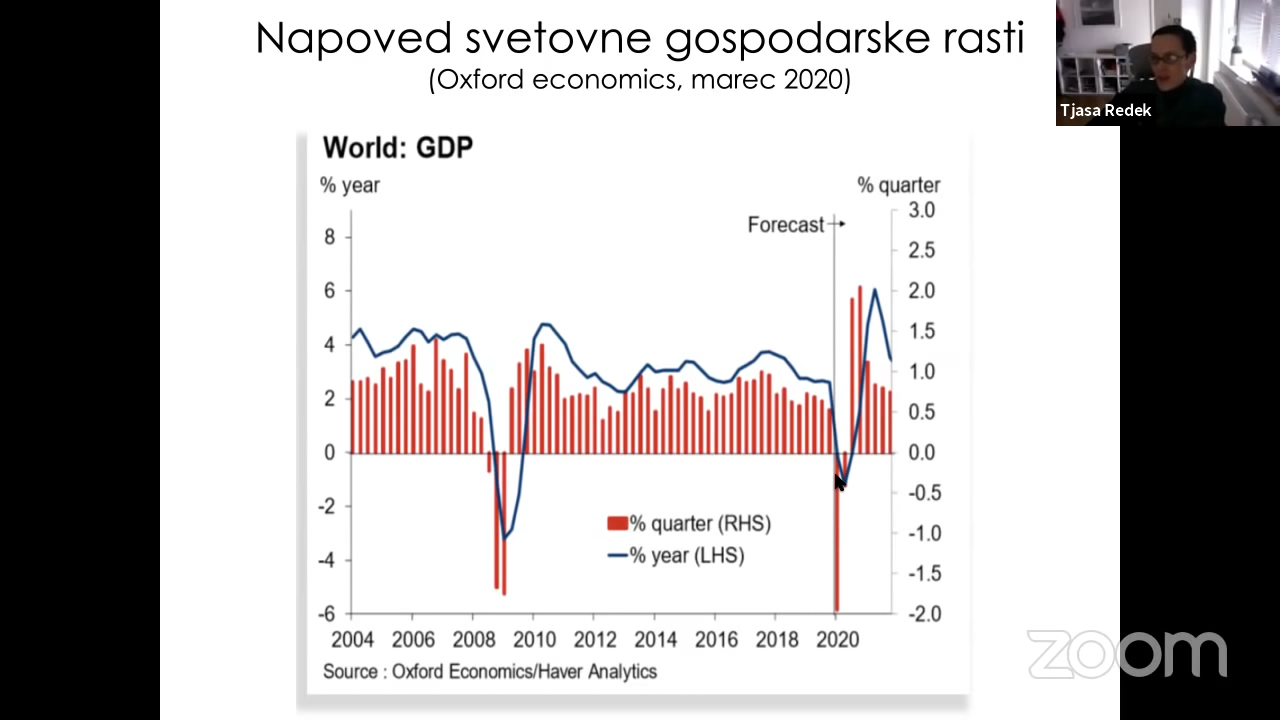 Napoved svetovne gospodarske rasti
(Oxford economics, marec 2020)
Tjasa Redek
World: GDP
% year
% quarter
Forecast
8
6
4
2
0
-2
-4
-6
3.0
2.5
2.0
1.5
1.0
0.5
0.0
-0.5
-1.0
-1.5
-2.0
% quarter (RHS)
% year (LHS)
2004 2006 2008 2010 2012 2014 2016 2018 2020
Source : Oxford Economics/Haver Analytics
zoom